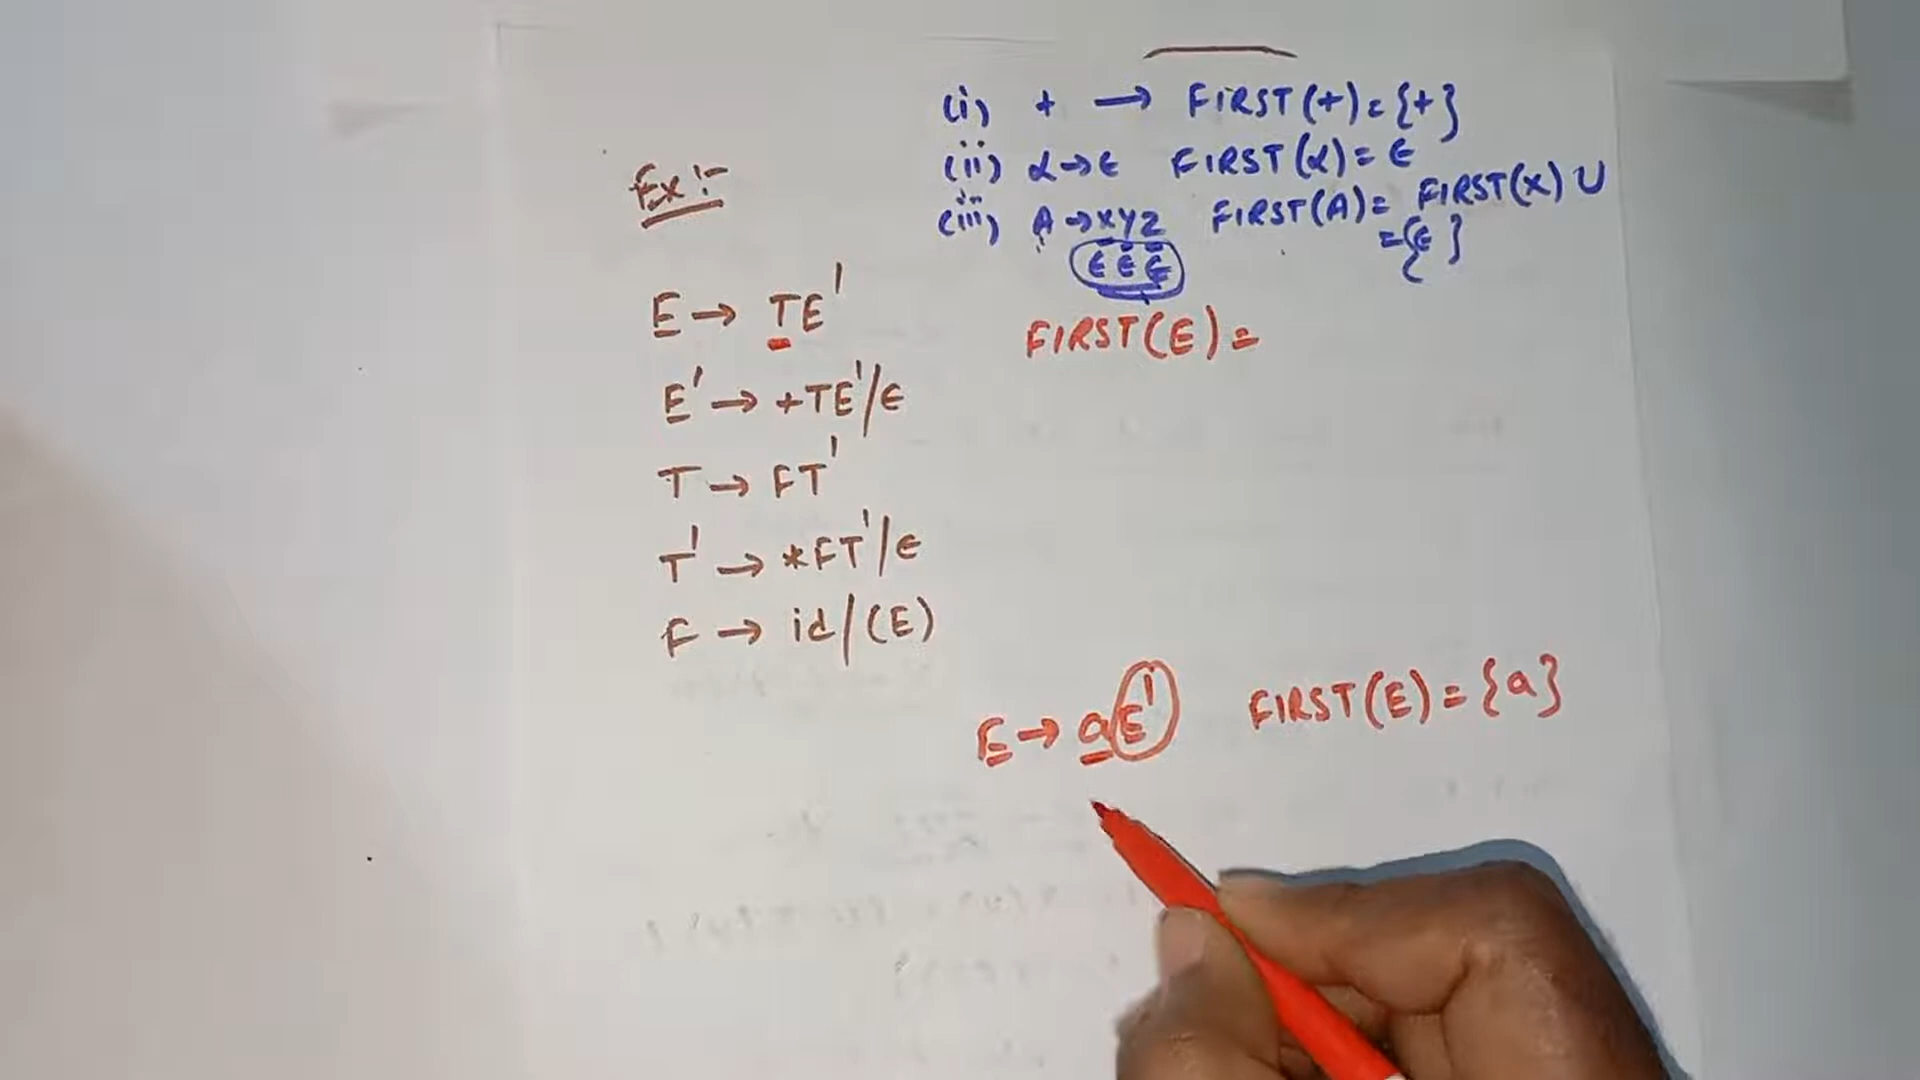 (i) + → FIRST(+) = {+}
(ii) α→ε FIRST(α) = ε
(iii) A→XYZ FIRST(A) = FIRST(X) ∪
ε ε ε = {ε}
Ex:-
E → TE'
FIRST(E) =
E' → +TE'/ε
T → FT'
T' → *FT'/ε
F → id/(E)
E → aE' FIRST(E) = {a}